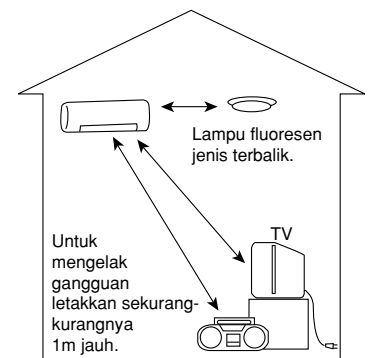 Lampu fluoresen
jenis terbalik.
TV
Untuk
mengelak
gangguan
letakkan sekurang-
kurangnya
1m jauh.